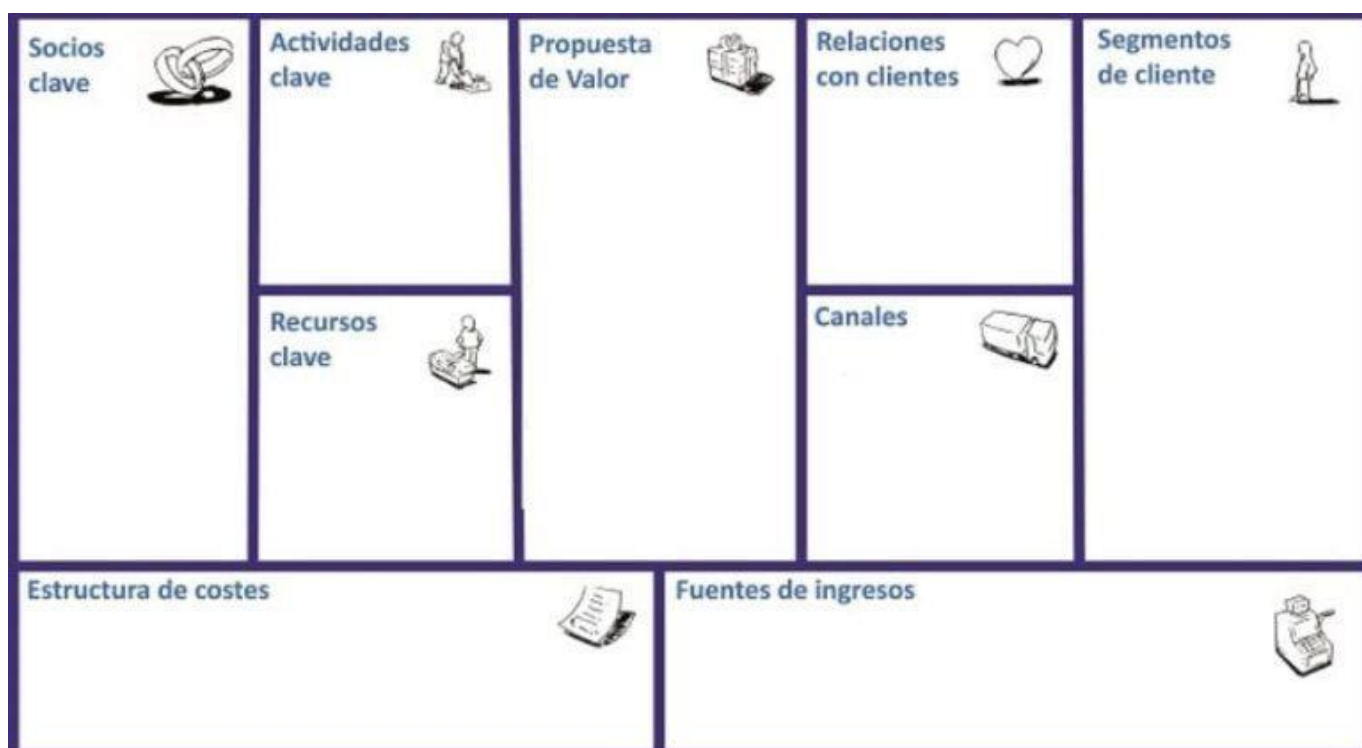 Socios
clave
Actividades
clave
Recursos
clave
Propuesta
de Valor
Relaciones
con clientes
Canales
Segmentos
de cliente
Estructura de costes
Fuentes de ingresos